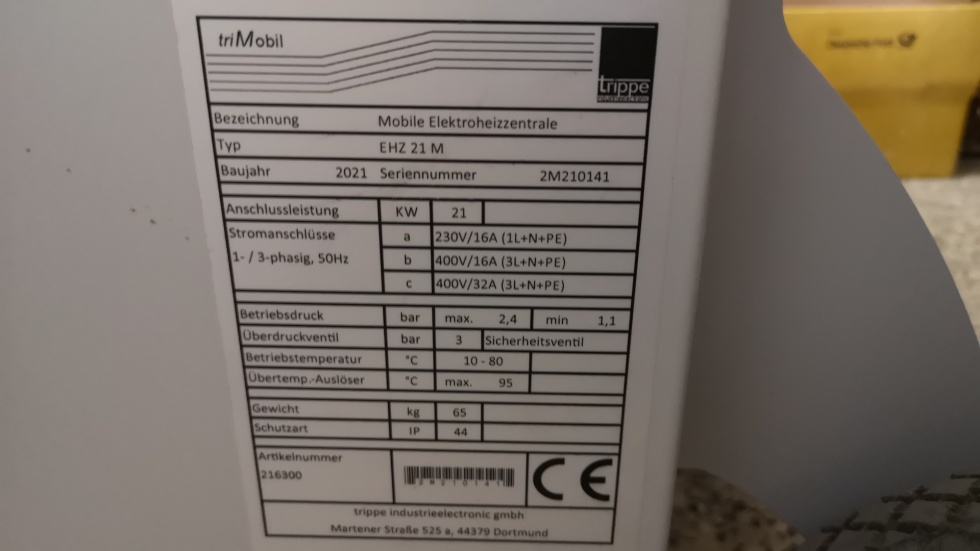 triMobil
trippe
Bezeichnung Mobile Elektroheizzentrale
Typ EHZ 21 M
Baujahr 2021 Seriennummer 2M210141
Anschlussleistung KW 21
Stromanschlüsse a 230V/16A (1L+N+PE)
1- / 3-phasig, 50Hz b 400V/16A (3L+N+PE)
c 400V/32A (3L+N+PE)
Betriebsdruck bar max. 2,4 min 1,1
Überdruckventil bar 3 Sicherheitsventil
Betriebstemperatur °C 10 - 80
Übertemp.-Auslöser °C max. 95
Gewicht kg 65
Schutzart IP 44
Artikelnummer
216300
2M210141
CE
trippe industrieelectronic gmbh
Martener Straße 525 a, 44379 Dortmund